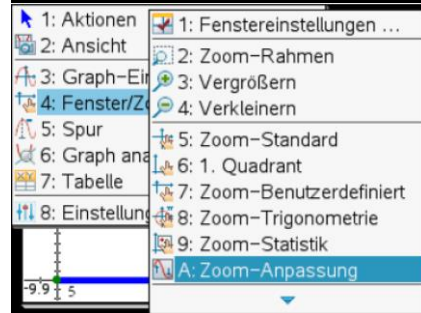 1: Aktionen
2: Ansicht
3: Graph-Ei
4: Fenster/Zo
5: Spur
6: Graph ana
7: Tabelle
8: Einstellung
1: Fenstereinstellungen ...
2: Zoom-Rahmen
3: Vergrößern
4: Verkleinern
5: Zoom-Standard
6: 1. Quadrant
7: Zoom-Benutzerdefiniert
8: Zoom-Trigonometrie
9: Zoom-Statistik
A: Zoom-Anpassung
-9.9
5